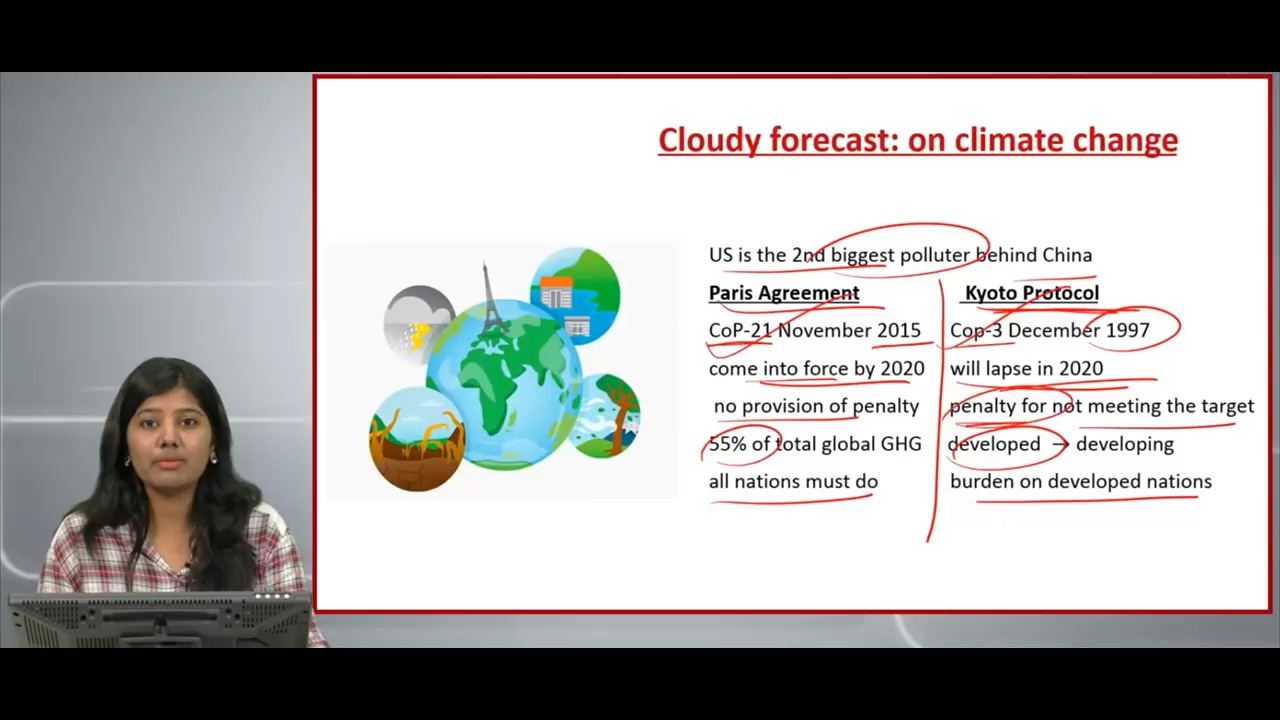 Cloudy forecast: on climate change
US is the 2nd biggest polluter behind China
Paris Agreement
CoP-21 November 2015
come into force by 2020
no provision of penalty
55% of total global GHG
all nations must do
Kyoto Protocol
Cop-3 December 1997
will lapse in 2020
penalty for not meeting the target
developed → developing
burden on developed nations